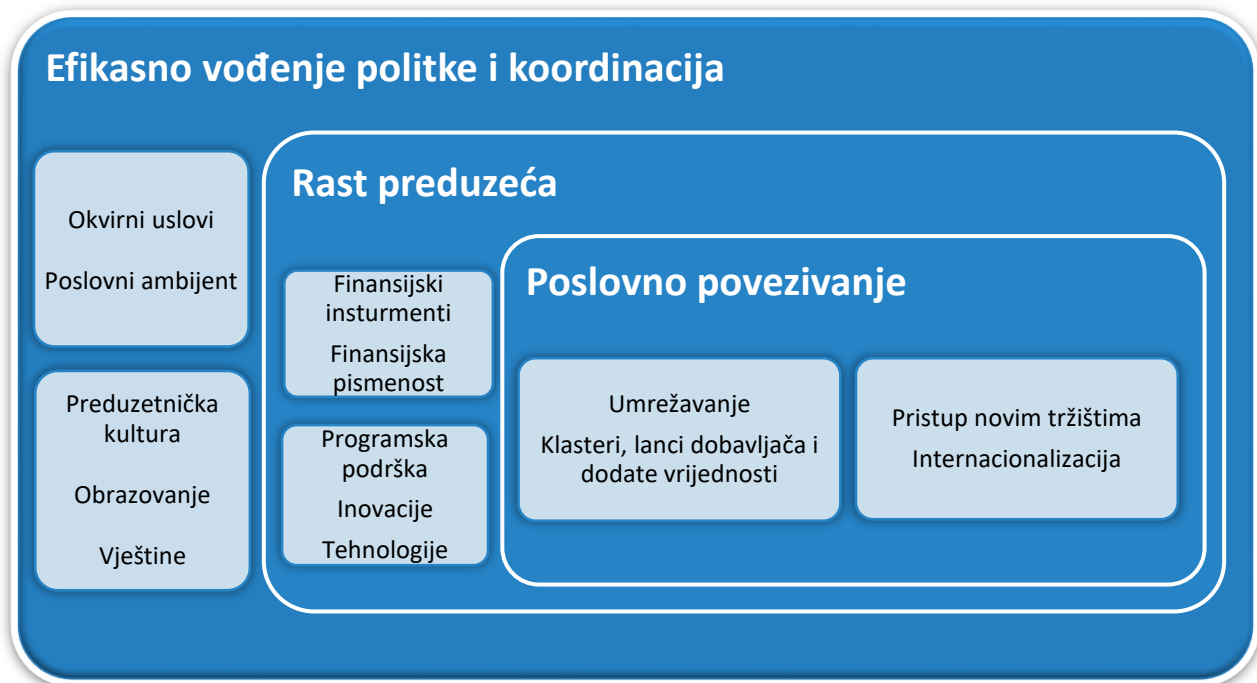 Efikasno vođenje politke i koordinacija
Okvirni uslovi
Poslovni ambijent
Preduzetnička
kultura
Obrazovanje
Vještine
Rast preduzeća
Finansijski
insturmenti
Finansijska
pismenost
Programska
podrška
Inovacije
Tehnologije
Poslovno povezivanje
Umrežavanje
Klasteri, lanci dobavljača i
dodate vrijednosti
Pristup novim tržištima
Internacionalizacija